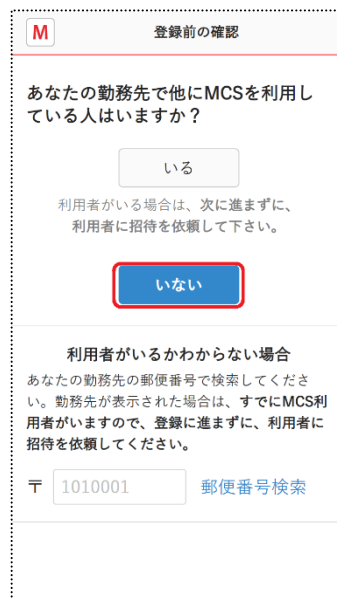 M
登録前の確認
あなたの勤務先で他にMCSを利用し
ている人はいますか？
いる
利用者がいる場合は、次に進まずに、
利用者に招待を依頼して下さい。
いない
利用者がいるかわからない場合
あなたの勤務先の郵便番号で検索してくださ
い。勤務先が表示された場合は、すでにMCS利
用者がいますので、登録に進まずに、利用者に
招待を依頼してください。
〒 1010001 郵便番号検索